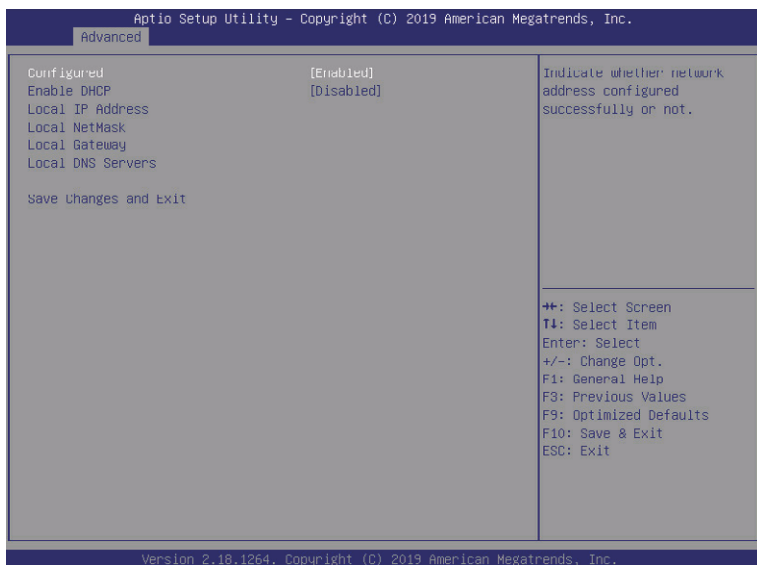 Aptio Setup Utility – Copyright (C) 2019 American Megatrends, Inc.
Advanced
Configured [Enabled]
Enable DHCP [Disabled]
Local IP Address
Local NetMask
Local Gateway
Local DNS Servers
Save Changes and Exit
Indicate whether network
address configured
successfully or not.
→←: Select Screen
↑↓: Select Item
Enter: Select
+/-: Change Opt.
F1: General Help
F3: Previous Values
F9: Optimized Defaults
F10: Save & Exit
ESC: Exit
Version 2.18.1264. Copyright (C) 2019 American Megatrends, Inc.